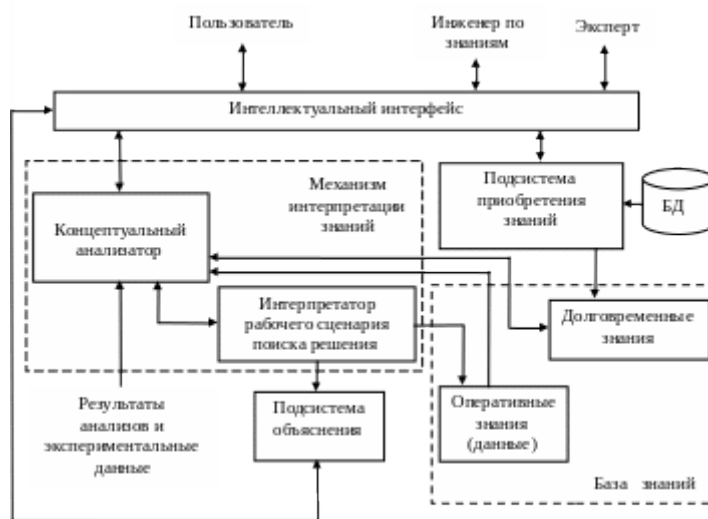 Пользователь
Инженер по
знаниям
Эксперт
Интеллектуальный интерфейс
Механизм
интерпретации
знаний
Подсистема
приобретения
знаний
БД
Концептуальный
анализатор
Интерпретатор
рабочего сценария
поиска решения
Долговременные
знания
Результаты
анализов и
экспериментальные
данные
Подсистема
объяснения
Оперативные
знания
(данные)
База знаний